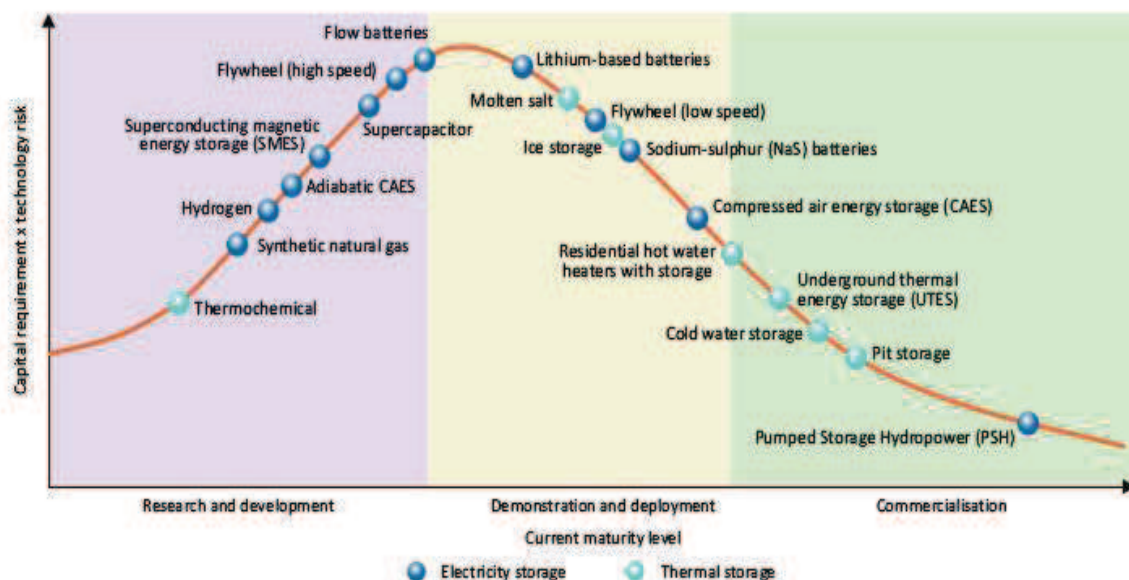 Flow batteries
Flywheel (high speed)
Lithium-based batteries
Molten salt
Supercapacitor
Flywheel (low speed)
Superconducting magnetic
energy storage (SMES)
Ice storage
Sodium-sulphur (NaS) batteries
Adiabatic CAES
Hydrogen
Compressed air energy storage (CAES)
Synthetic natural gas
Residential hot water
heaters with storage
Underground thermal
energy storage (UTES)
Thermochemical
Cold water storage
Pit storage
Pumped Storage Hydropower (PSH)
Capital requirement x technology risk
Research and development
Demonstration and deployment
Commercialisation
Current maturity level
Electricity storage
Thermal storage